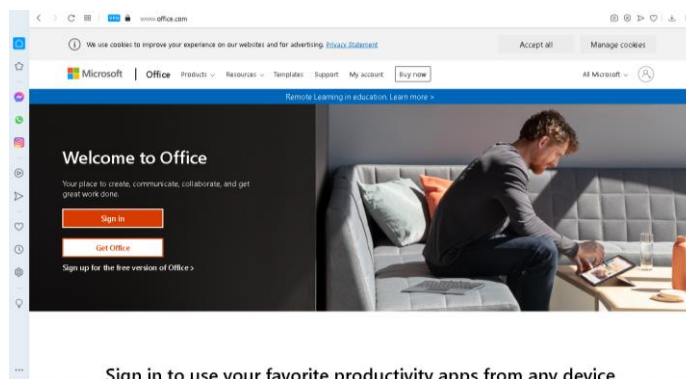 VPN www.office.com
We use cookies to improve your experience on our websites and for advertising. Privacy Statement Accept all Manage cookies
Microsoft Office Products Resources Templates Support My account Buy now All Microsoft
Remote Learning in education. Learn more >
Welcome to Office
Your place to create, communicate, collaborate, and get
great work done.
Sign in
Get Office
Sign up for the free version of Office >
Sign in to use your favorite productivity apps from any device